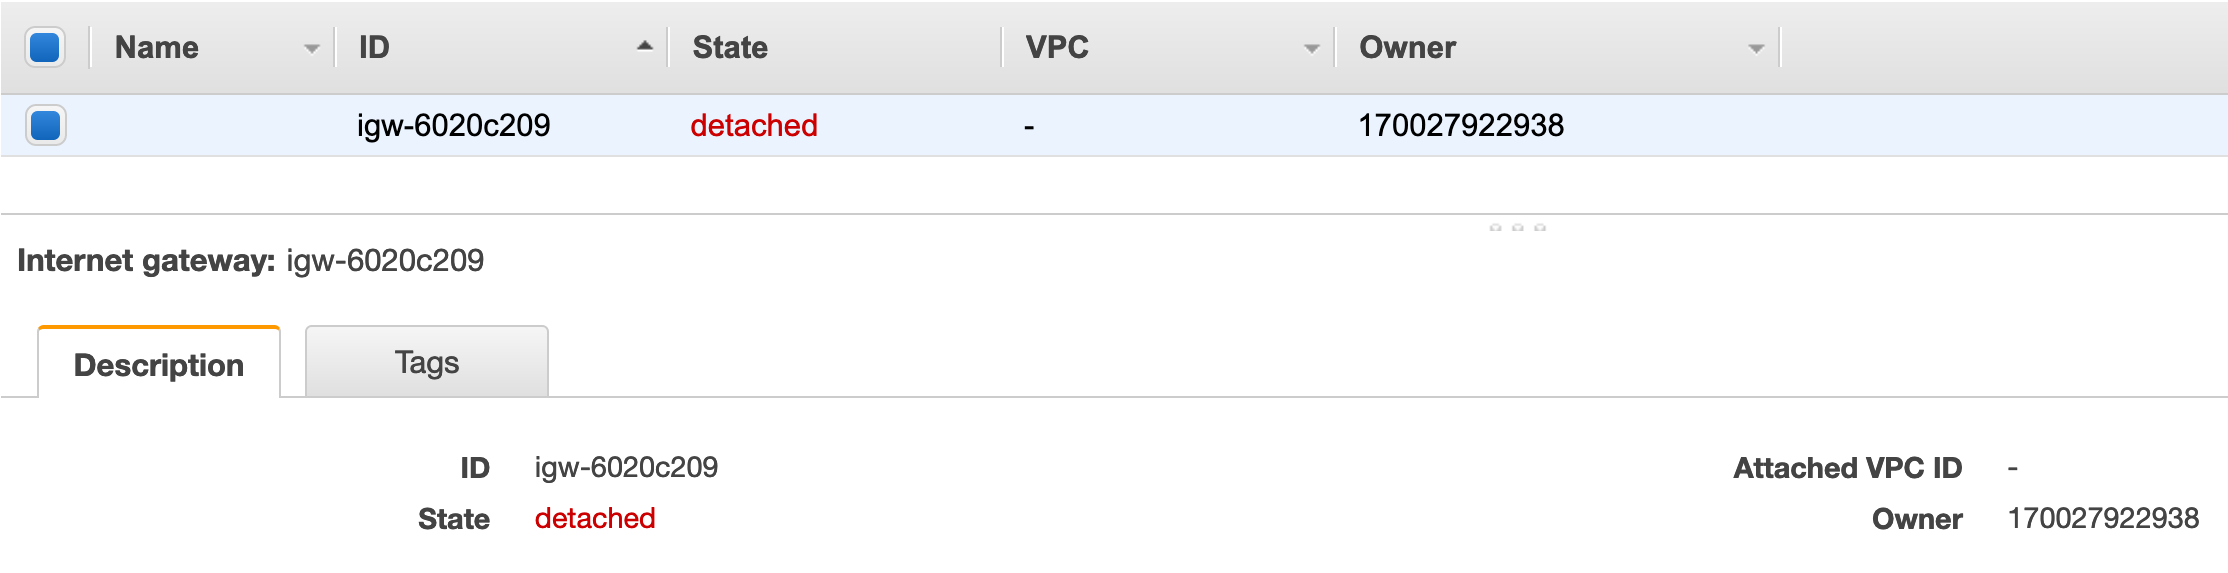 Name ID State VPC Owner
igw-6020c209 detached - 170027922938
Internet gateway: igw-6020c209
Description Tags
ID igw-6020c209 Attached VPC ID -
State detached Owner 170027922938